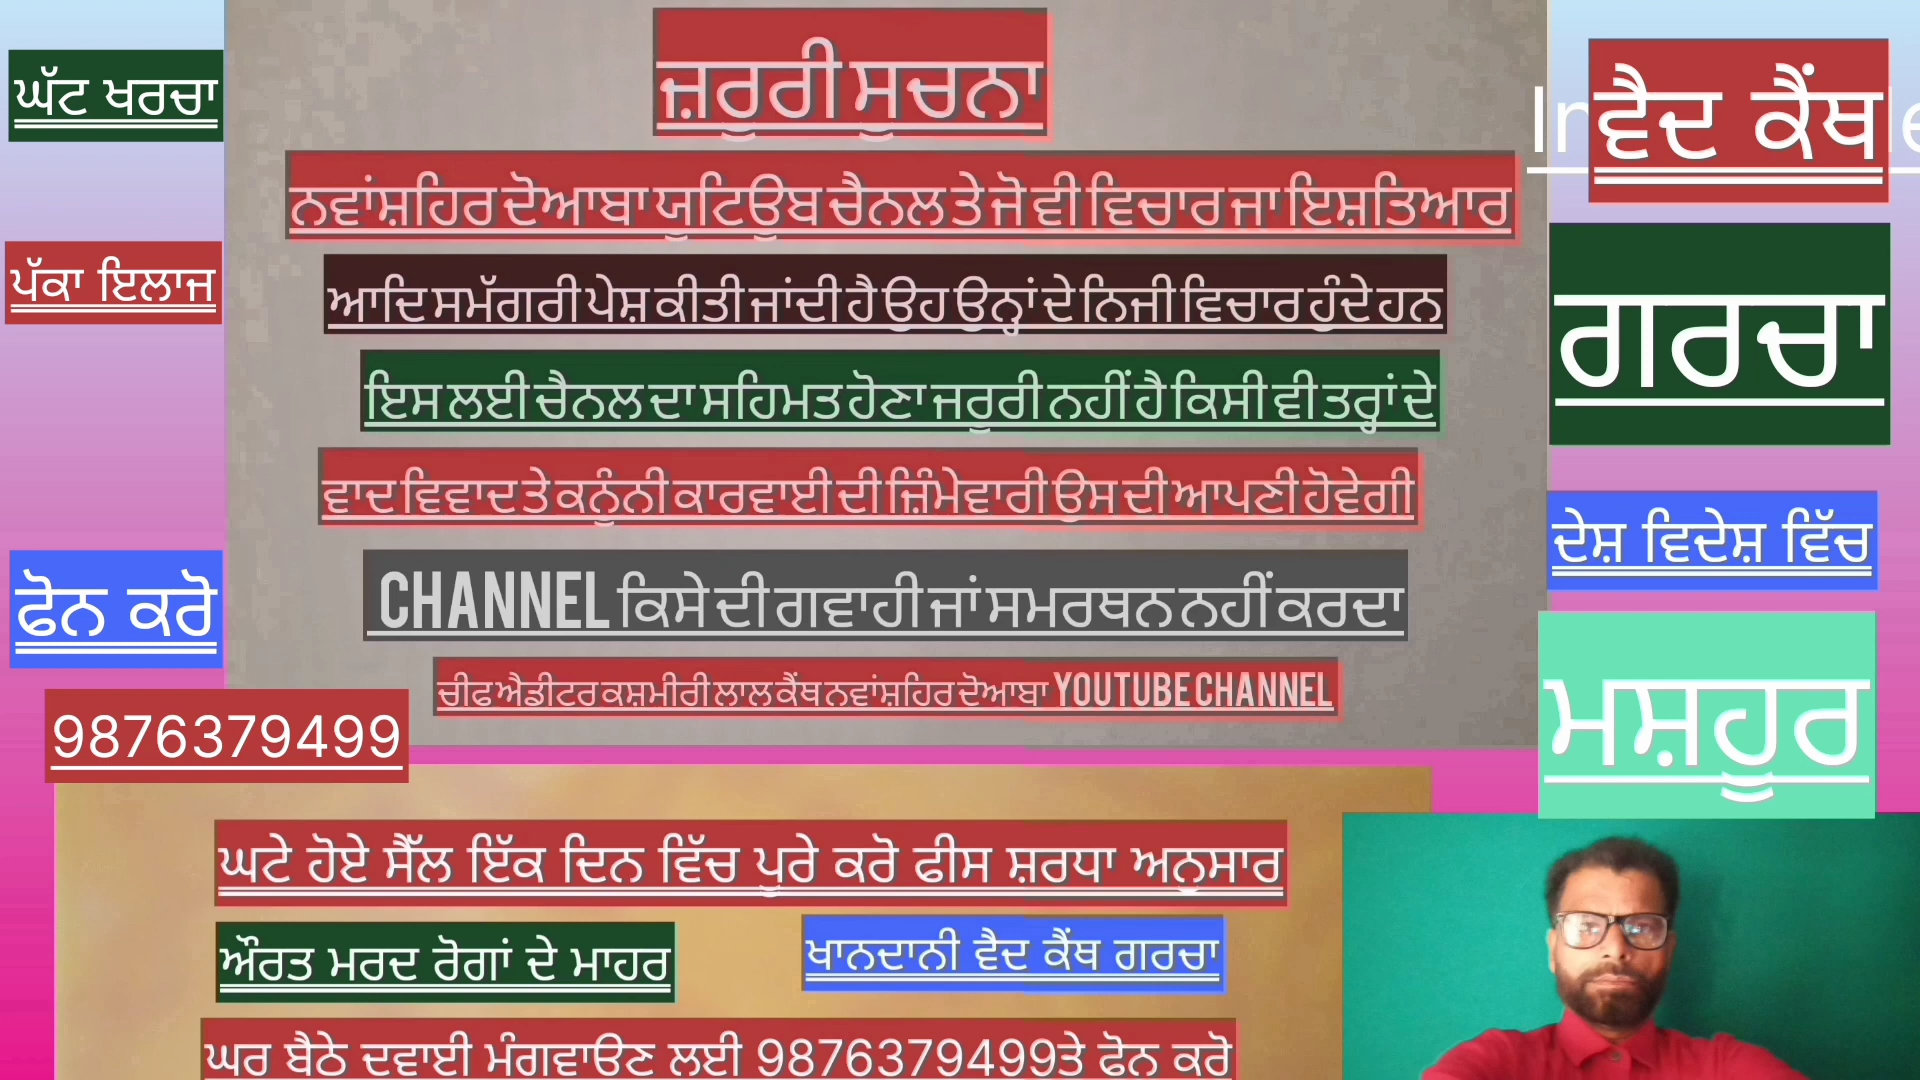 ਜ਼ਰੁਰੀ ਸੁਚਨਾ
ਨਵਾਂਸ਼ਹਿਰ ਦੋਆਬਾ ਯੁਟਿਊਬ ਚੈਨਲ ਤੇ ਜੋ ਵੀ ਵਿਚਾਰ ਜਾ ਇਸ਼ਤਿਆਰ
ਆਦਿ ਸਮੱਗਰੀ ਪੇਸ਼ ਕੀਤੀ ਜਾਂਦੀ ਹੈ ਉਹ ਉਨ੍ਹਾਂ ਦੇ ਨਿਜੀ ਵਿਚਾਰ ਹੁੰਦੇ ਹਨ
ਇਸ ਲਈ ਚੈਨਲ ਦਾ ਸਹਿਮਤ ਹੋਣਾ ਜਰੁਰੀ ਨਹੀਂ ਹੈ ਕਿਸੀ ਵੀ ਤਰ੍ਹਾਂ ਦੇ
ਵਾਦ ਵਿਵਾਦ ਤੇ ਕਨੁੰਨੀ ਕਾਰਵਾਈ ਦੀ ਜ਼ਿੰਮੇਵਾਰੀ ਉਸ ਦੀ ਆਪਣੀ ਹੋਵੇਗੀ
CHANNEL ਕਿਸੇ ਦੀ ਗਵਾਹੀ ਜਾਂ ਸਮਰਥਨ ਨਹੀਂ ਕਰਦਾ
ਚੀਫ ਐਡੀਟਰ ਕਸ਼ਮੀਰੀ ਲਾਲ ਕੈਂਥ ਨਵਾਂਸ਼ਹਿਰ ਦੋਆਬਾ YOUTUBE CHANNEL
ਘੱਟ ਖਰਚਾ
ਪੱਕਾ ਇਲਾਜ
ਫੋਨ ਕਰੋ
9876379499
ਵੈਦ ਕੈਂਥ
ਗਰਚਾ
ਦੇਸ਼ ਵਿਦੇਸ਼ ਵਿੱਚ
ਮਸ਼ਹੂਰ
ਘਟੇ ਹੋਏ ਸੈੱਲ ਇੱਕ ਦਿਨ ਵਿੱਚ ਪੁਰੇ ਕਰੋ ਫੀਸ ਸ਼ਰਧਾ ਅਨੁਸਾਰ
ਔਰਤ ਮਰਦ ਰੋਗਾਂ ਦੇ ਮਾਹਰ
ਖਾਨਦਾਨੀ ਵੈਦ ਕੈਂਥ ਗਰਚਾ
ਘਰ ਬੈਠੇ ਦਵਾਈ ਮੰਗਵਾੳਣ ਲਈ 9876379499ਤੇ ਫੋਨ ਕਰੋ